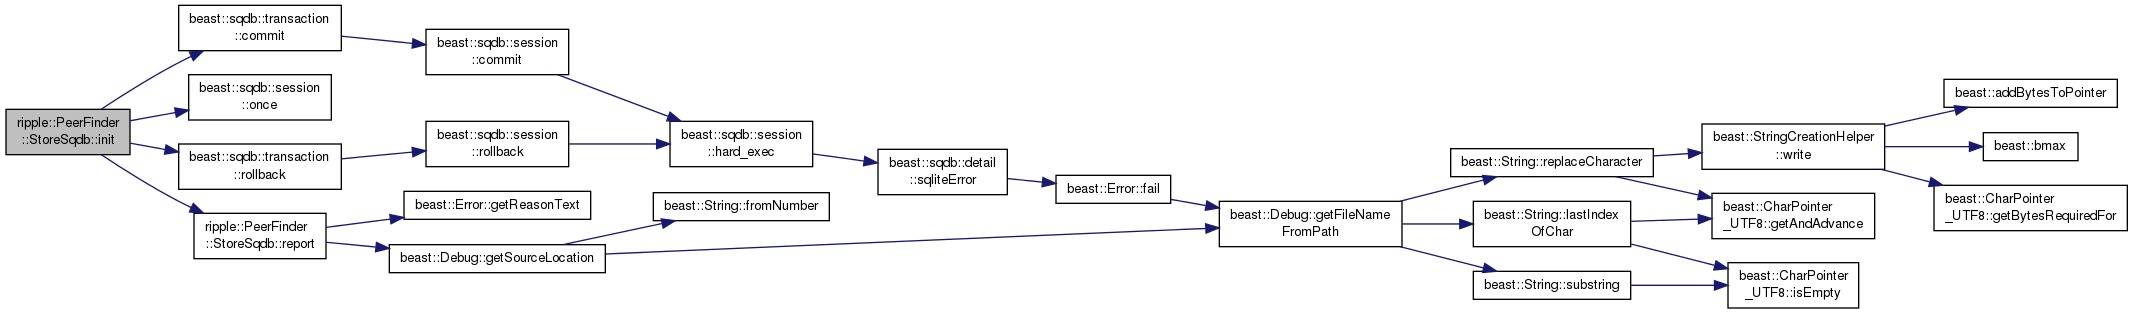 ripple::PeerFinder
::StoreSqdb::init
beast::sqdb::transaction
::commit
beast::sqdb::session
::once
beast::sqdb::transaction
::rollback
ripple::PeerFinder
::StoreSqdb::report
beast::sqdb::session
::commit
beast::sqdb::session
::rollback
beast::Error::getReasonText
beast::Debug::getSourceLocation
beast::sqdb::session
::hard_exec
beast::String::fromNumber
beast::sqdb::detail
::sqliteError
beast::Error::fail
beast::Debug::getFileName
FromPath
beast::String::replaceCharacter
beast::String::lastIndex
OfChar
beast::String::substring
beast::StringCreationHelper
::write
beast::CharPointer
_UTF8::getAndAdvance
beast::CharPointer
_UTF8::isEmpty
beast::addBytesToPointer
beast::bmax
beast::CharPointer
_UTF8::getBytesRequiredFor